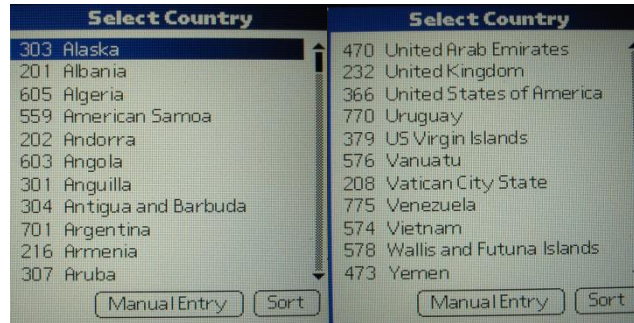 Select Country
303 Alaska
201 Albania
605 Algeria
559 American Samoa
202 Andorra
603 Angola
301 Anguilla
304 Antigua and Barbuda
701 Argentina
216 Armenia
307 Aruba
Manual Entry Sort
Select Country
470 United Arab Emirates
232 United Kingdom
366 United States of America
770 Uruguay
379 US Virgin Islands
576 Vanuatu
208 Vatican City State
775 Venezuela
574 Vietnam
578 Wallis and Futuna Islands
473 Yemen
Manual Entry Sort